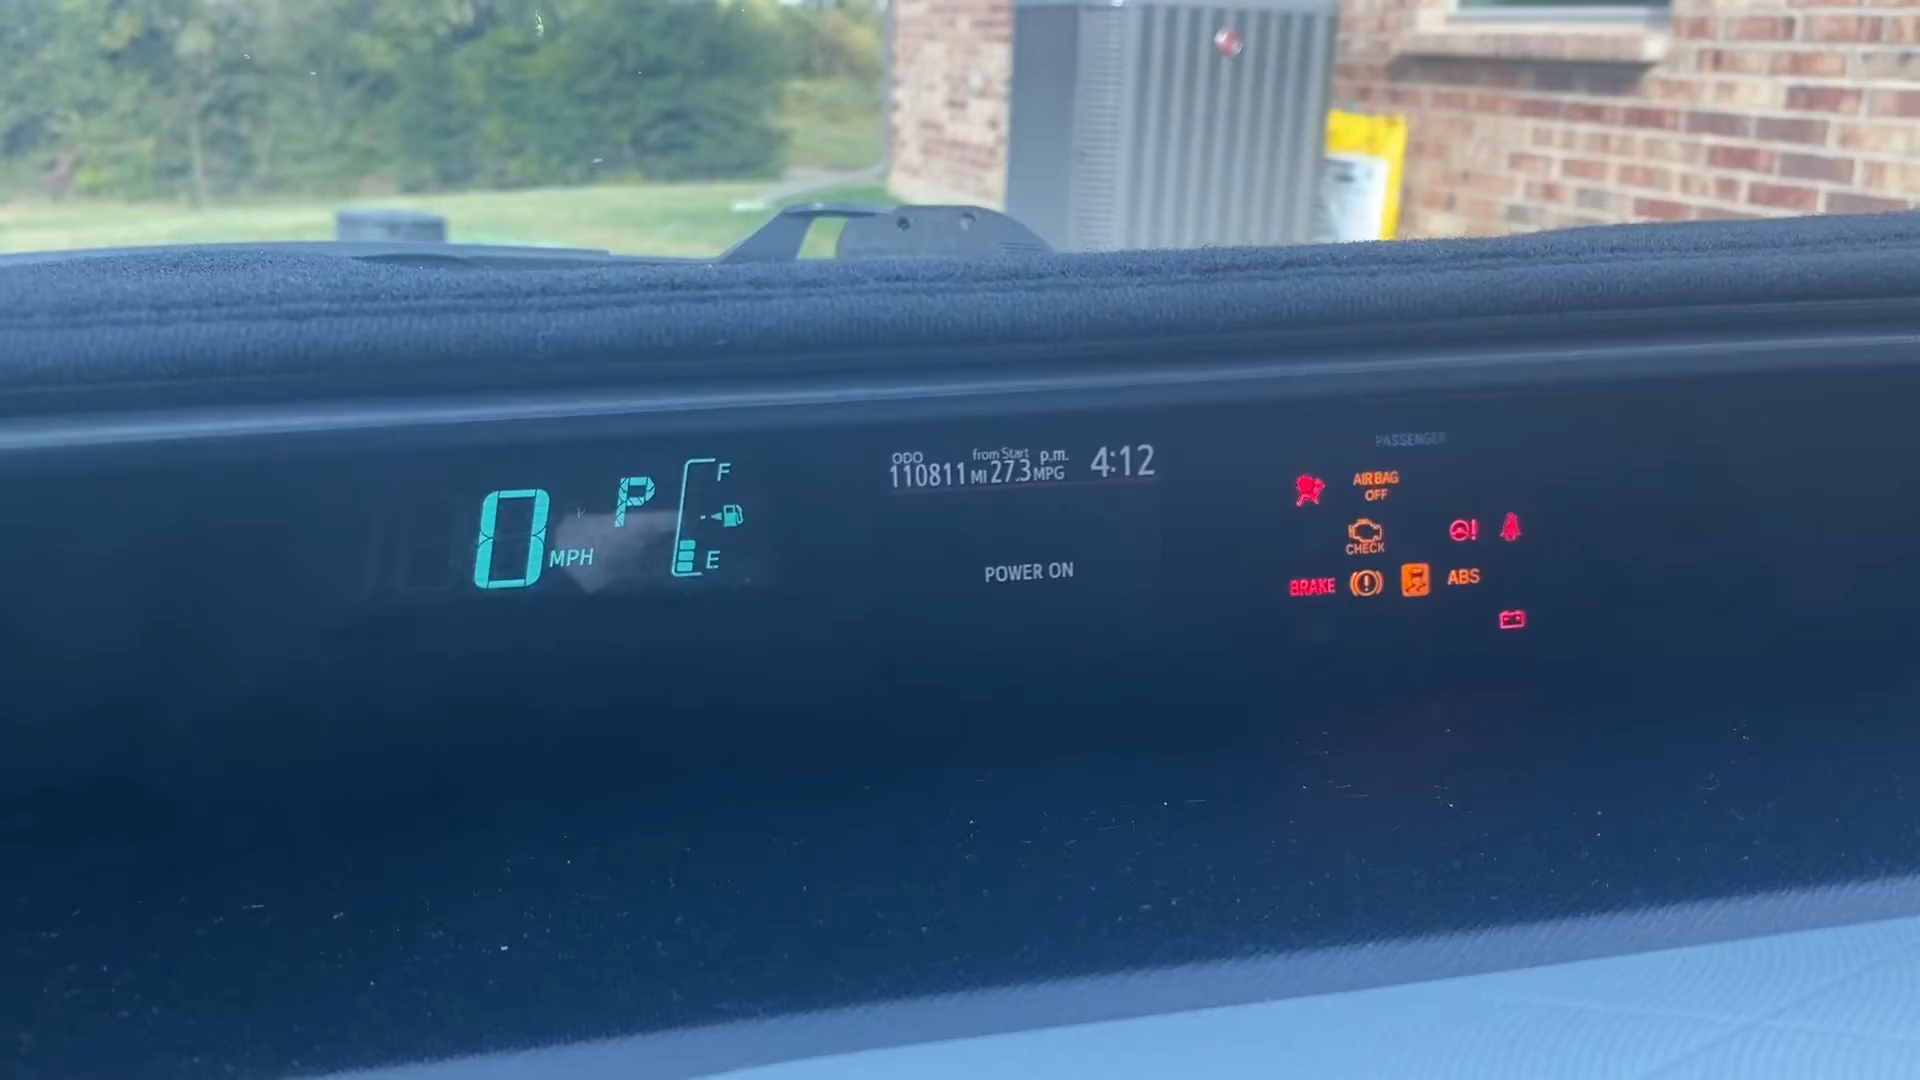 0 MPH
P
F
E
ODO from Start p.m. 4:12
110811 MI 27.3 MPG
POWER ON
PASSENGER
AIR BAG
OFF
CHECK
BRAKE ABS